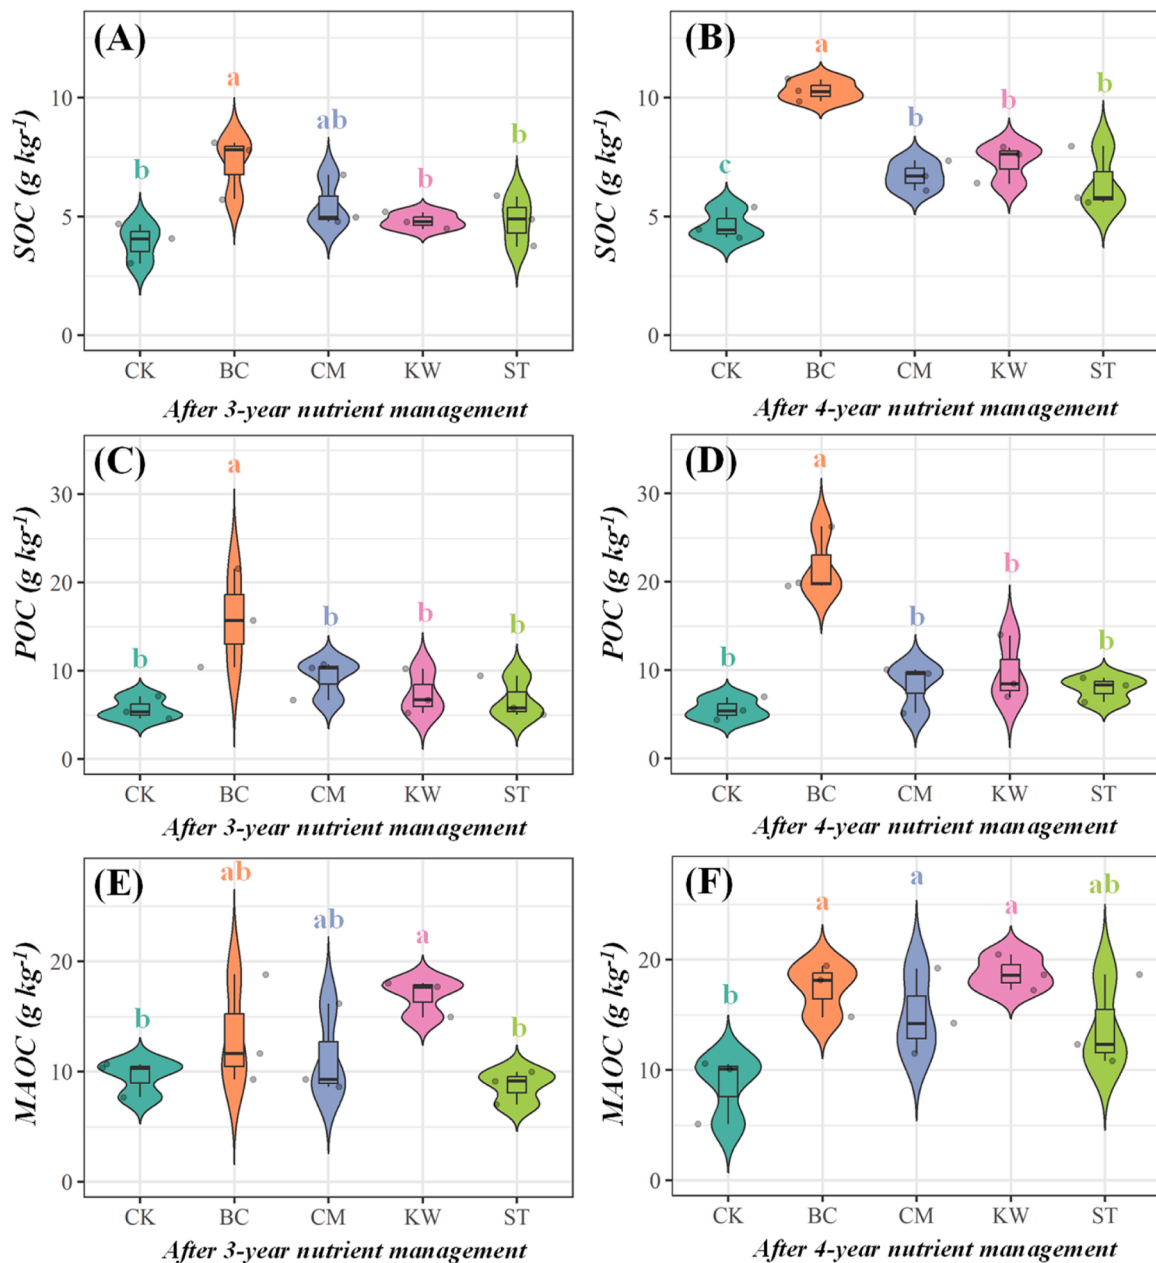 (A)
SOC (g kg⁻¹)
10
5
0
b
a
ab
b
b
CK BC CM KW ST
After 3-year nutrient management
(B)
SOC (g kg⁻¹)
10
5
0
c
a
b
b
b
CK BC CM KW ST
After 4-year nutrient management
(C)
POC (g kg⁻¹)
30
20
10
0
b
a
b
b
b
CK BC CM KW ST
After 3-year nutrient management
(D)
POC (g kg⁻¹)
30
20
10
0
b
a
b
b
b
CK BC CM KW ST
After 4-year nutrient management
(E)
MAOC (g kg⁻¹)
20
10
0
b
ab
ab
a
b
CK BC CM KW ST
After 3-year nutrient management
(F)
MAOC (g kg⁻¹)
20
10
0
b
a
a
a
ab
CK BC CM KW ST
After 4-year nutrient management